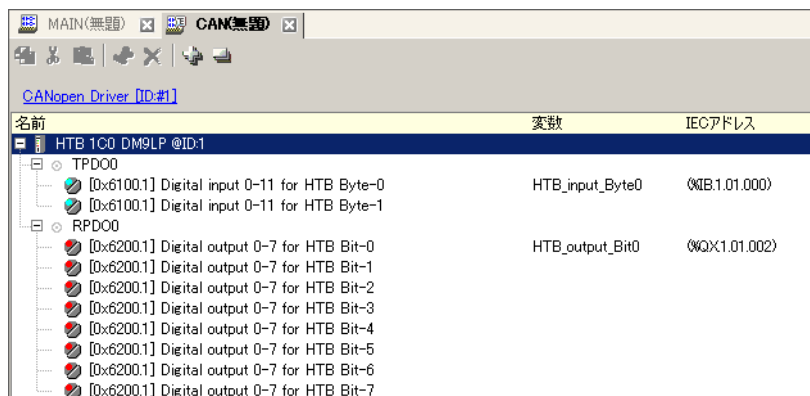 MAIN(無題) CAN(無題)
CANopen Driver [ID:#1]
名前 変数 IECアドレス
HTB 1C0 DM9LP @ID:1
TPDO0
[0x6100.1] Digital input 0-11 for HTB Byte-0 HTB_input_Byte0 (%IB.1.01.000)
[0x6100.1] Digital input 0-11 for HTB Byte-1
RPDO0
[0x6200.1] Digital output 0-7 for HTB Bit-0 HTB_output_Bit0 (%QX.1.01.002)
[0x6200.1] Digital output 0-7 for HTB Bit-1
[0x6200.1] Digital output 0-7 for HTB Bit-2
[0x6200.1] Digital output 0-7 for HTB Bit-3
[0x6200.1] Digital output 0-7 for HTB Bit-4
[0x6200.1] Digital output 0-7 for HTB Bit-5
[0x6200.1] Digital output 0-7 for HTB Bit-6
[0x6200.1] Digital output 0-7 for HTB Bit-7